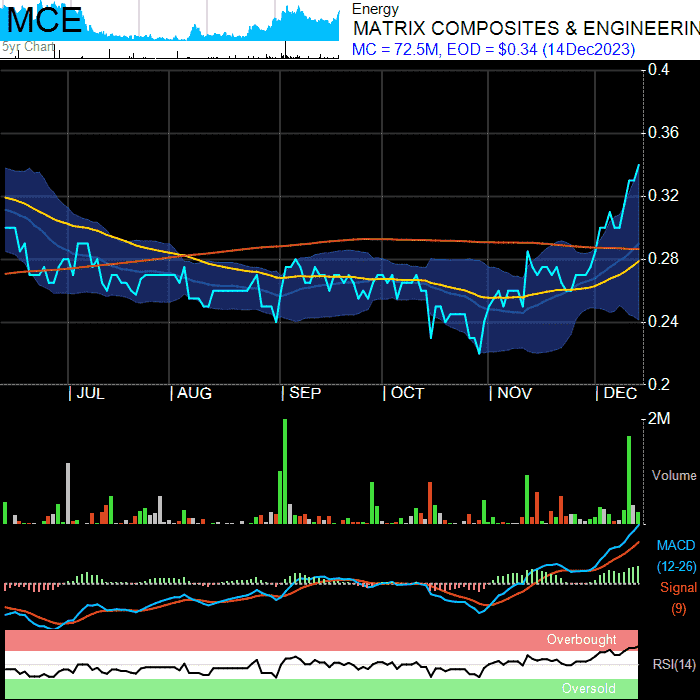 MCE
5yr Chart
Energy
MATRIX COMPOSITES & ENGINEERIN
MC = 72.5M, EOD = $0.34 (14Dec2023)
0.4
0.36
0.32
0.28
0.24
0.2
JUL AUG SEP OCT NOV DEC
2M
Volume
MACD
(12-26)
Signal
(9)
Overbought
RSI(14)
Oversold